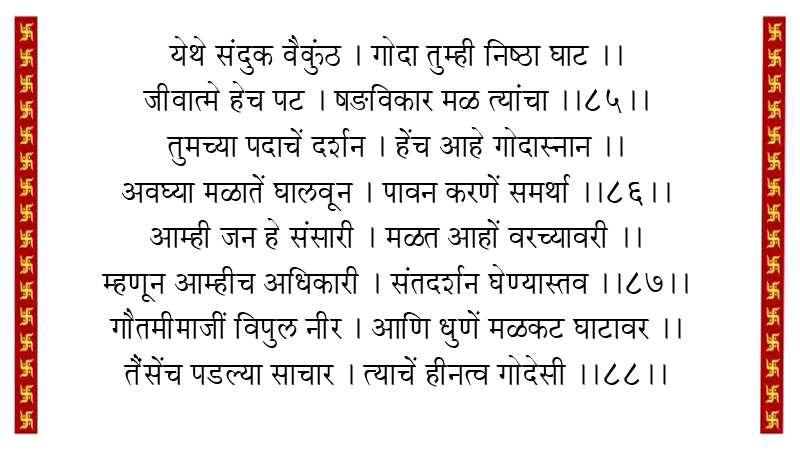 येथे संदुक वैकुंठ । गोदा तुम्ही निष्ठा घाट ।।
जीवात्मे हेच पट । षङविकार मळ त्यांचा ।।८५।।
तुमच्या पदाचें दर्शन । हेंच आहे गोदास्नान ।।
अवघ्या मळातें घालवून । पावन करणें समर्था ।।८६।।
आम्ही जन हे संसारी । मळत आहों वरच्यावरी ।।
म्हणून आम्हीच अधिकारी । संतदर्शन घेण्यास्तव ।।८७।।
गौतमीमाजीं विपुल नीर । आणि धुणें मळकट घाटावर ।।
तैंसेंच पडल्या साचार । त्याचें हीनत्व गोदेसी ।।८८।।